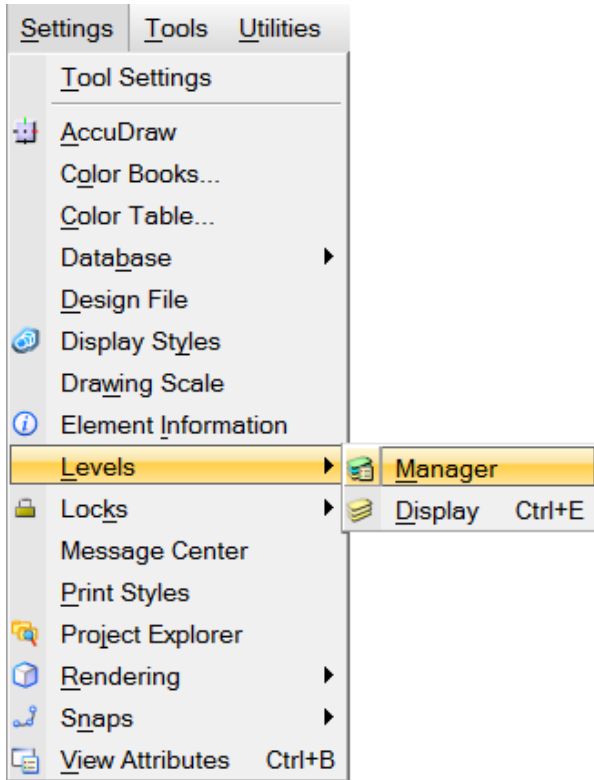 Settings Tools Utilities
Tool Settings
AccuDraw
Color Books...
Color Table...
Database
Design File
Display Styles
Drawing Scale
Element Information
Levels
Manager
Locks
Display Ctrl+E
Message Center
Print Styles
Project Explorer
Rendering
Snaps
View Attributes Ctrl+B